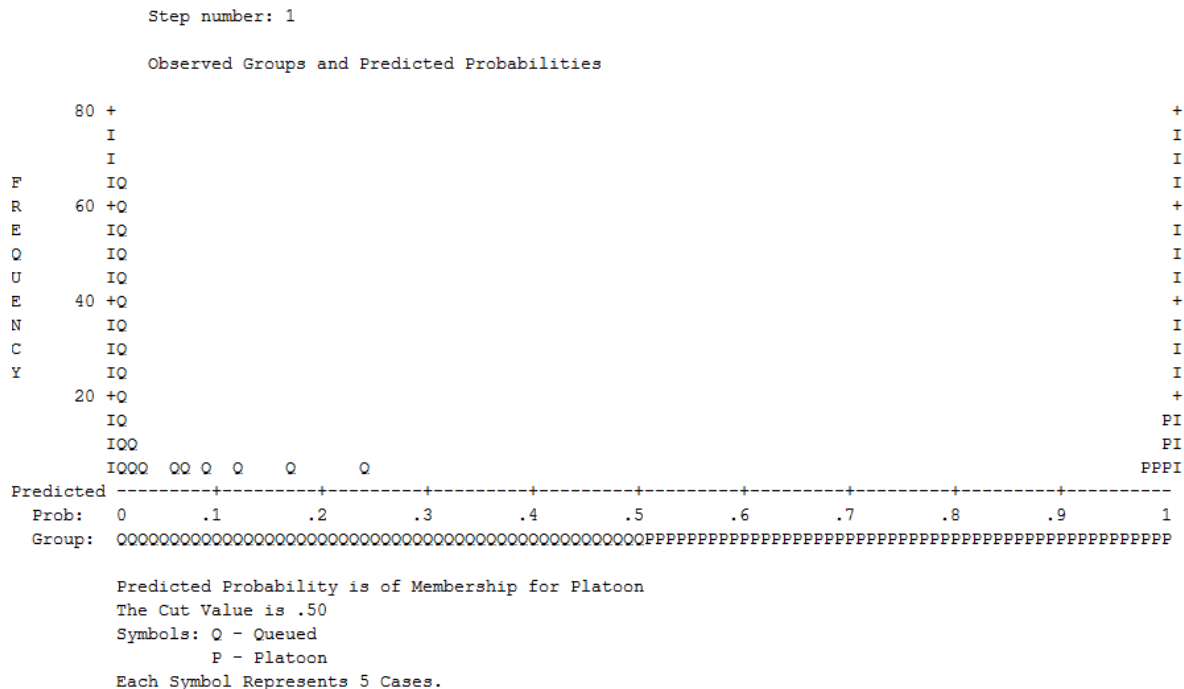 Step number: 1
Observed Groups and Predicted Probabilities
      80 +                                                                                                    +
         I                                                                                                    I
         I                                                                                                    I
F        IQ                                                                                                   I
R     60 +Q                                                                                                   +
E        IQ                                                                                                   I
Q        IQ                                                                                                   I
U        IQ                                                                                                   I
E     40 +Q                                                                                                   +
N        IQ                                                                                                   I
C        IQ                                                                                                   I
Y        IQ                                                                                                   I
      20 +Q                                                                                                   +
         IQ                                                                                                  PI
         IQQ                                                                                                 PI
         IQQQ  QQ Q  Q    Q      Q                                                                         PPPI
Predicted ---------+---------+---------+---------+---------+---------+---------+---------+---------+----------
  Prob:   0       .1        .2        .3        .4        .5        .6        .7        .8        .9         1
  Group:  QQQQQQQQQQQQQQQQQQQQQQQQQQQQQQQQQQQQQQQQQQQQQQQQQQPPPPPPPPPPPPPPPPPPPPPPPPPPPPPPPPPPPPPPPPPPPPPPPPPP
Predicted Probability is of Membership for Platoon
The Cut Value is .50
Symbols: Q - Queued
P - Platoon
Each Symbol Represents 5 Cases.